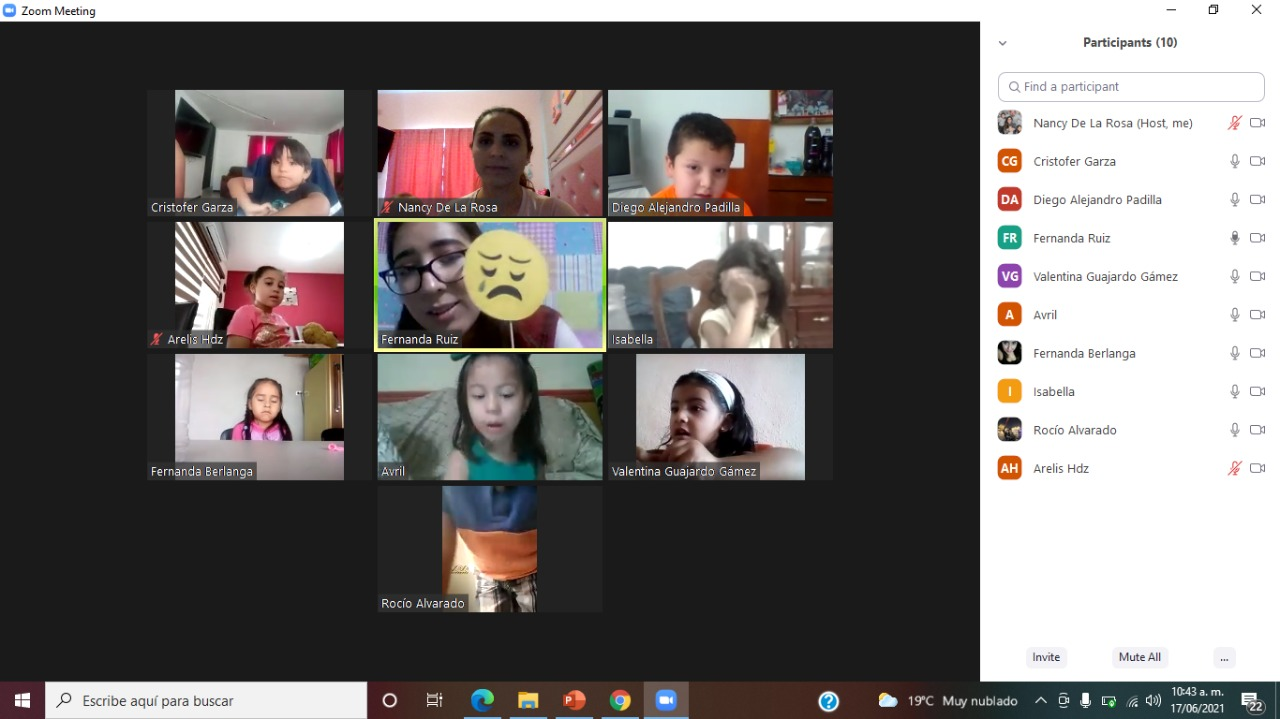 Zoom Meeting
Participants (10)
Find a participant
Nancy De La Rosa (Host, me)
CG Cristofer Garza
DA Diego Alejandro Padilla
FR Fernanda Ruiz
VG Valentina Guajardo Gámez
A Avril
Fernanda Berlanga
I Isabella
Rocío Alvarado
AH Arelis Hdz
Cristofer Garza
Nancy De La Rosa
Diego Alejandro Padilla
Arelis Hdz
Fernanda Ruiz
Isabella
Fernanda Berlanga
Avril
Valentina Guajardo Gámez
Rocío Alvarado
Invite
Mute All
...
Escribe aquí para buscar
19°C Muy nublado
10:43 a. m.
17/06/2021
22